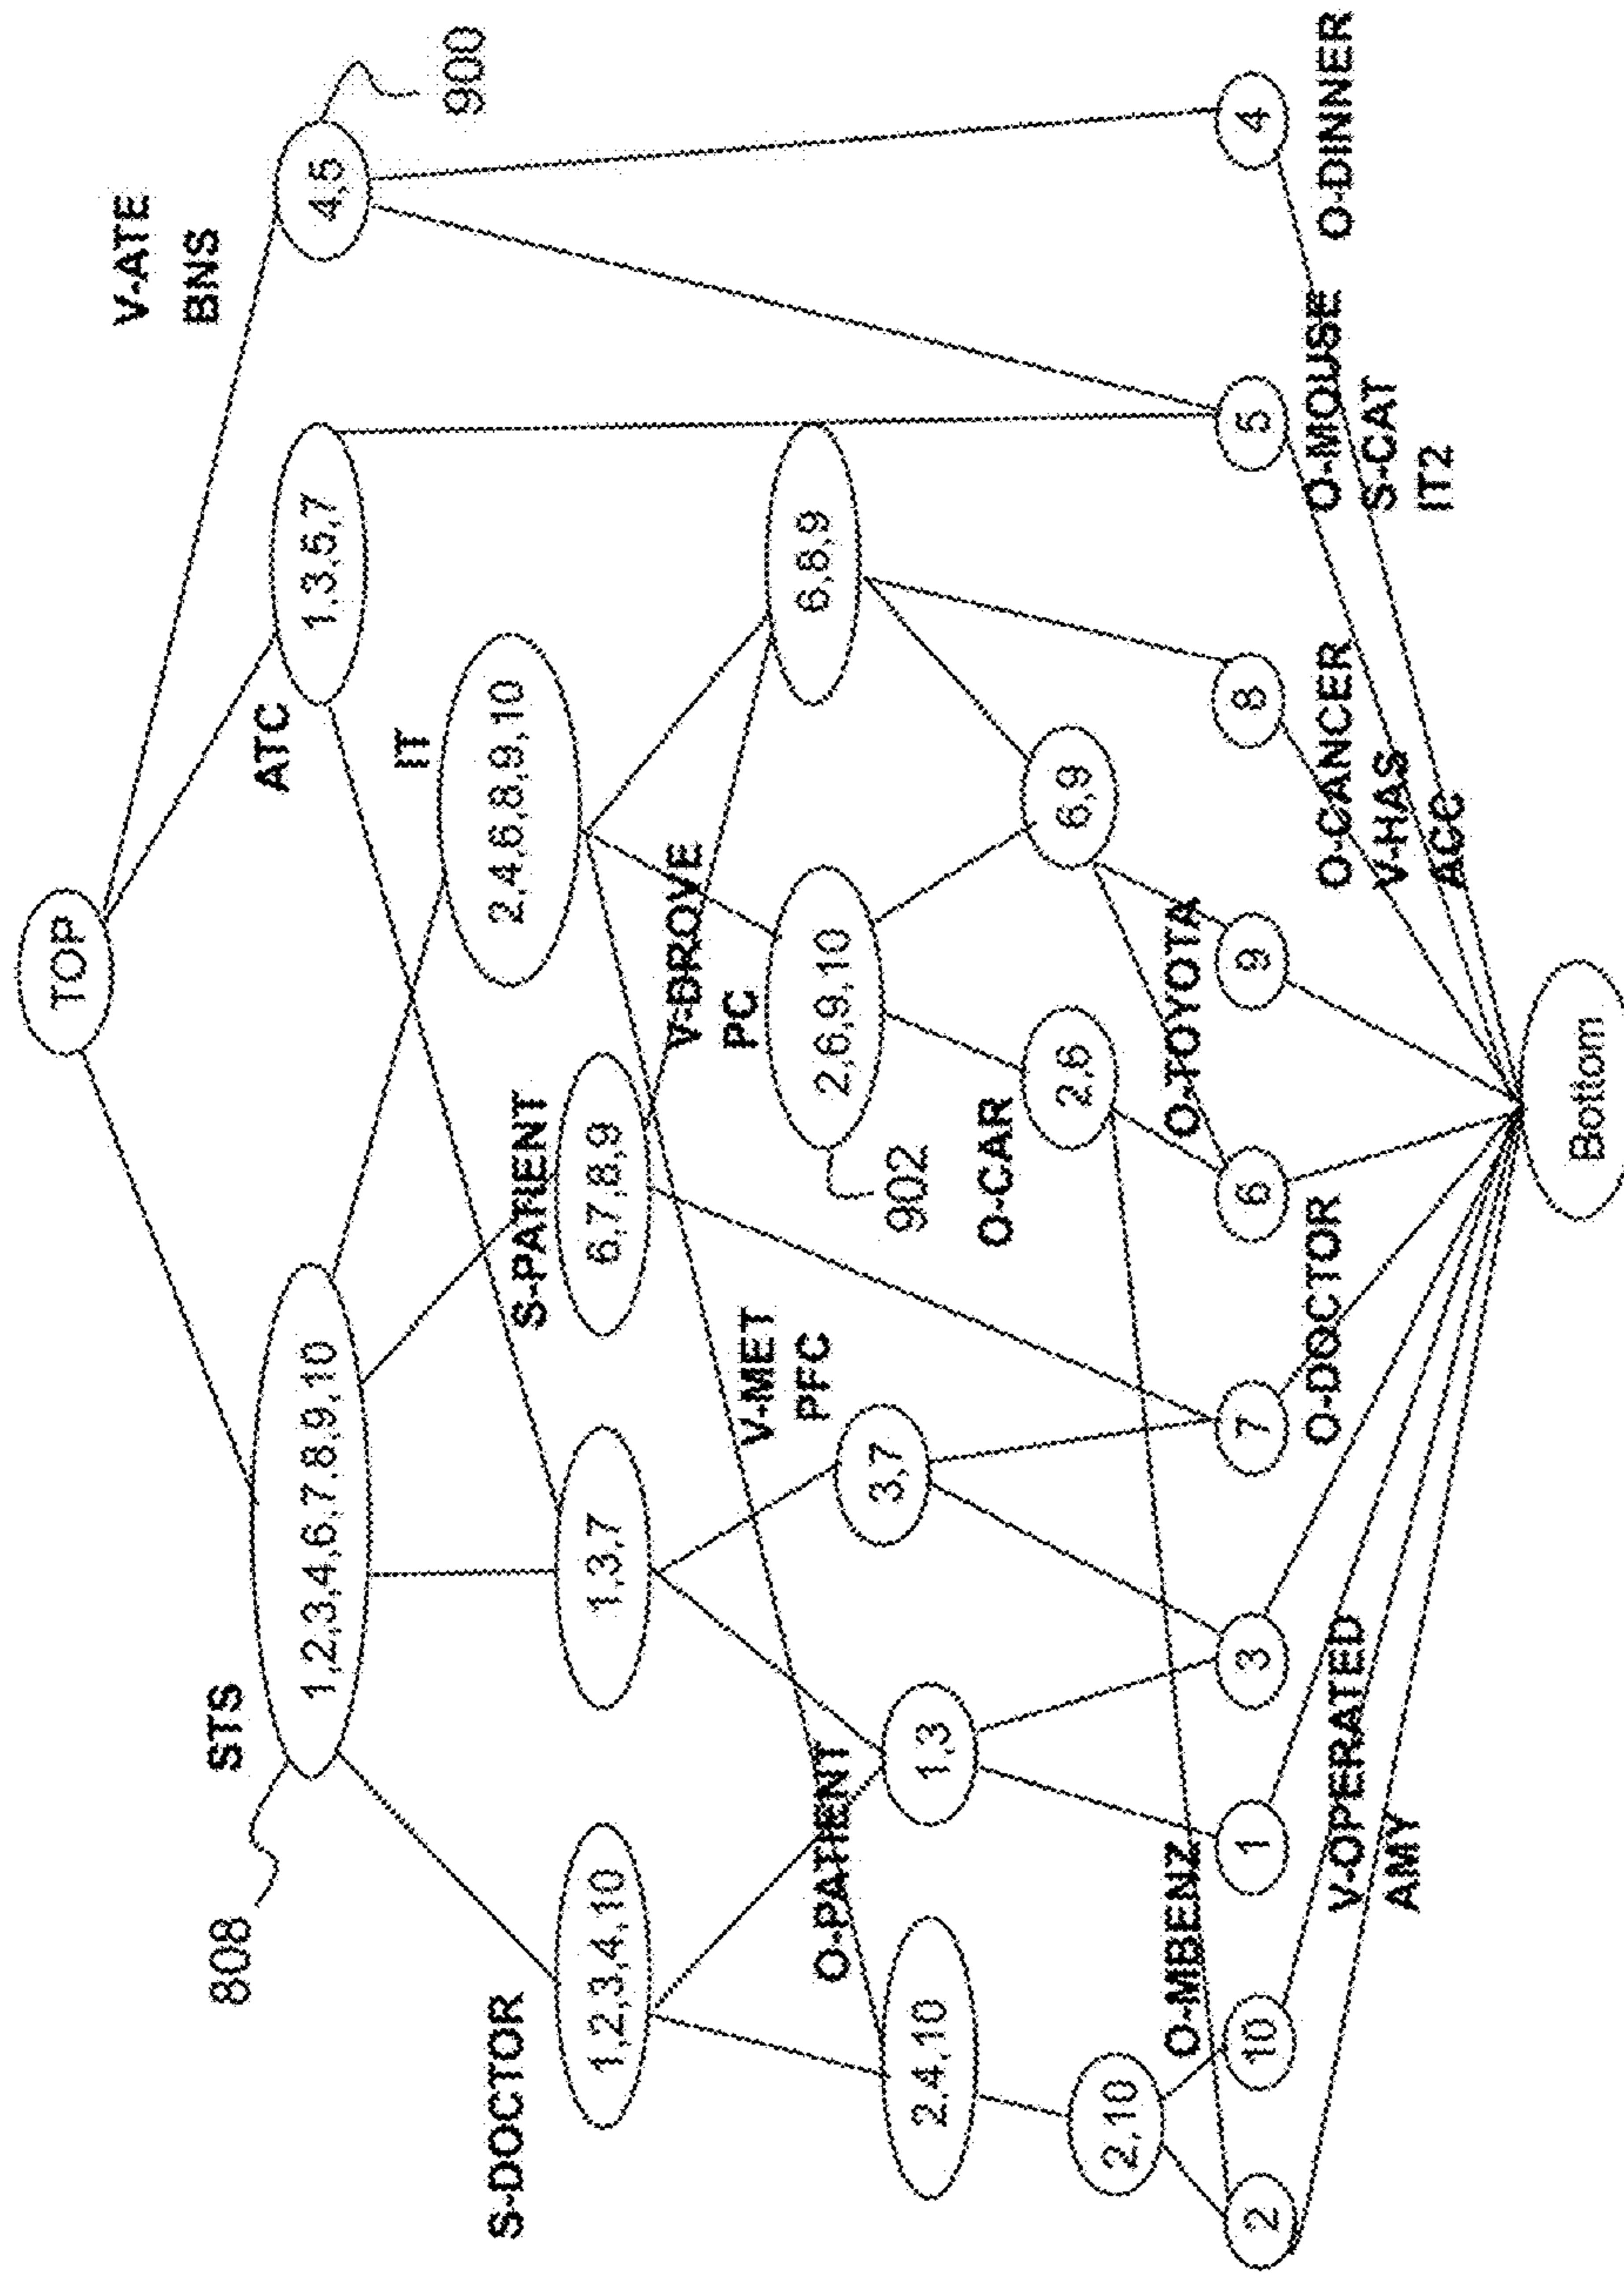 TOP
V-ATE
BNS
4,5
900
ATC
1,3,5,7
STS
808
1,2,3,4,6,7,8,9,10
IT
2,4,6,8,9,10
S-DOCTOR
1,2,3,4,10
1,3,7
S-PATIENT
6,7,8,9
V-DROVE
PC
2,6,9,10
902
6,8,9
V-MET
PFC
3,7
O-PATIENT
2,4,10
1,3
O-CAR
2,6
6,9
2,10
O-MBENZ
O-TOYOTA
2
10
1
3
7
6
9
8
5
4
V-OPERATED
AMY
O-DOCTOR
O-CANCER
V-HAS
ACC
O-MOUSE
S-CAT
IT2
O-DINNER
Bottom